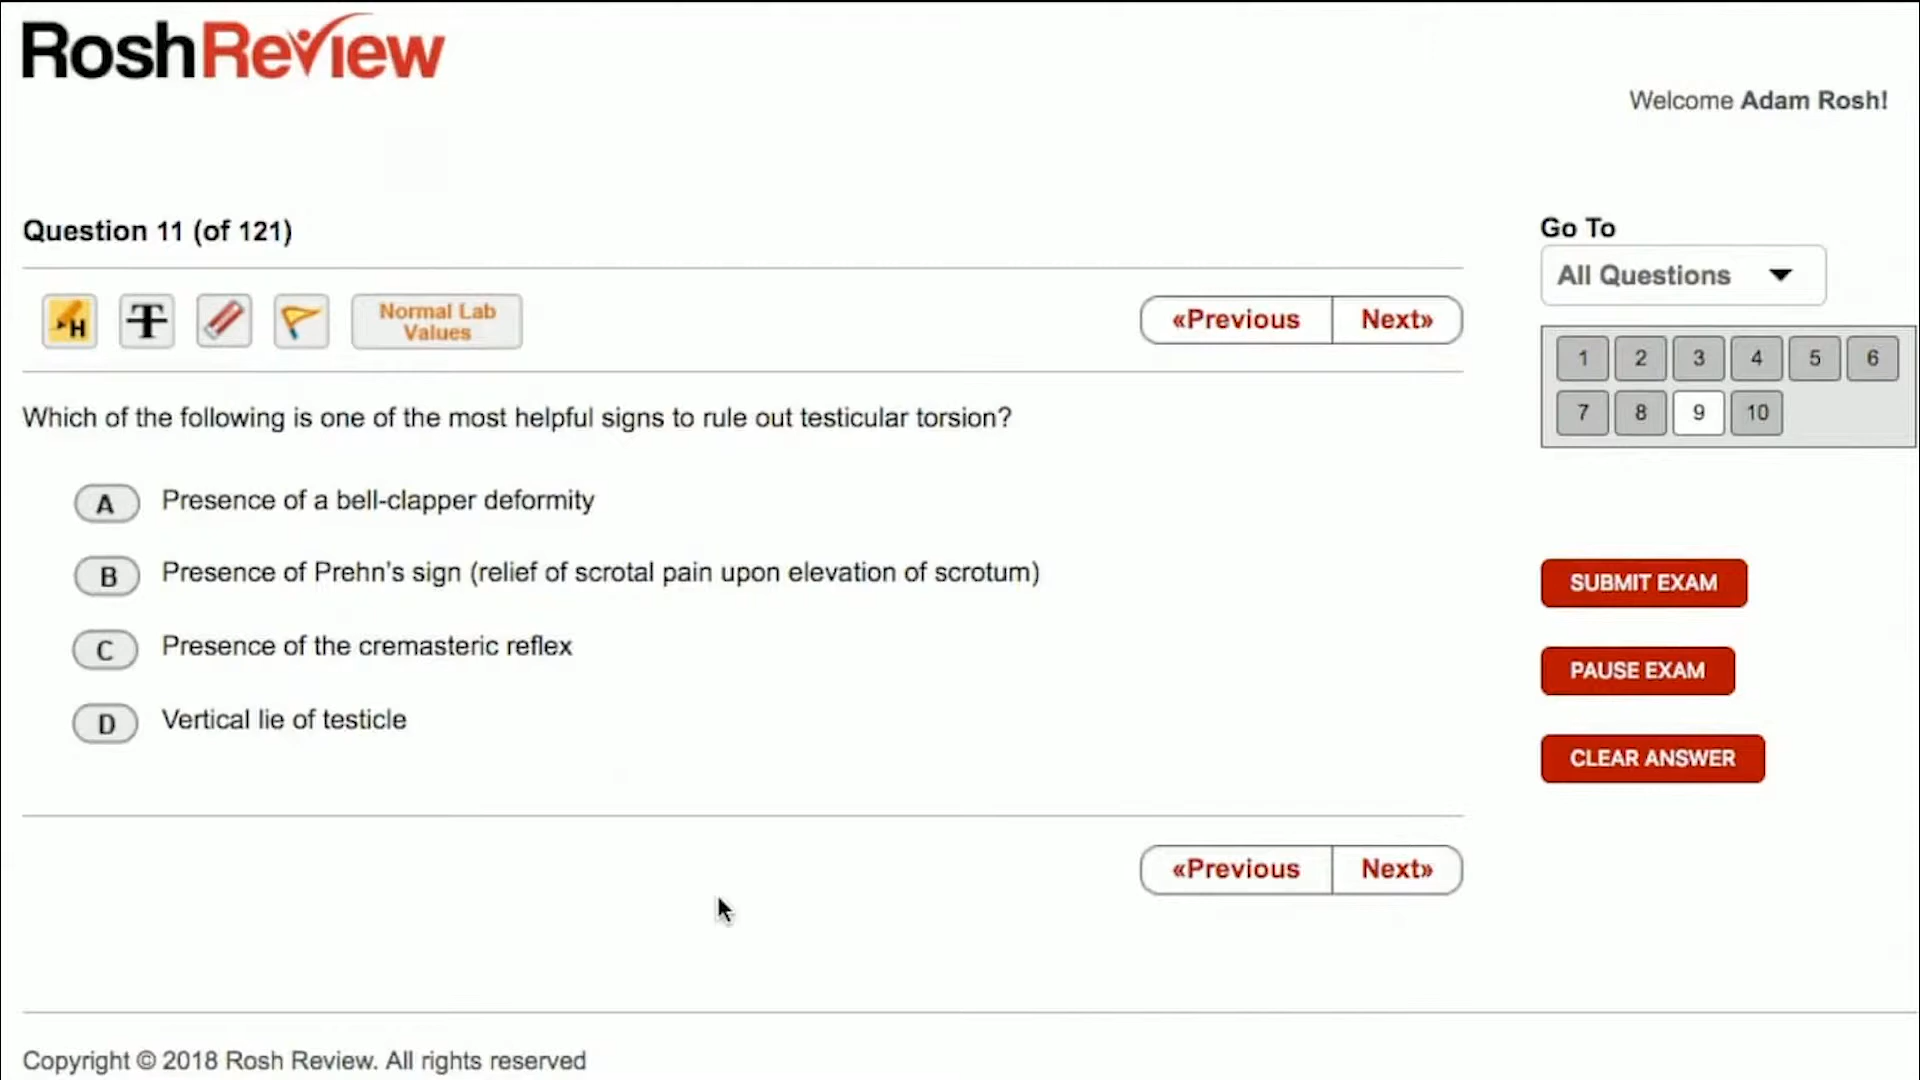 RoshReview
Welcome Adam Rosh!
Question 11 (of 121)
Go To
All Questions
H
T
Normal Lab
Values
«Previous
Next»
1 2 3 4 5 6
7 8 9 10
Which of the following is one of the most helpful signs to rule out testicular torsion?
A Presence of a bell-clapper deformity
B Presence of Prehn's sign (relief of scrotal pain upon elevation of scrotum)
C Presence of the cremasteric reflex
D Vertical lie of testicle
SUBMIT EXAM
PAUSE EXAM
CLEAR ANSWER
«Previous
Next»
Copyright © 2018 Rosh Review. All rights reserved